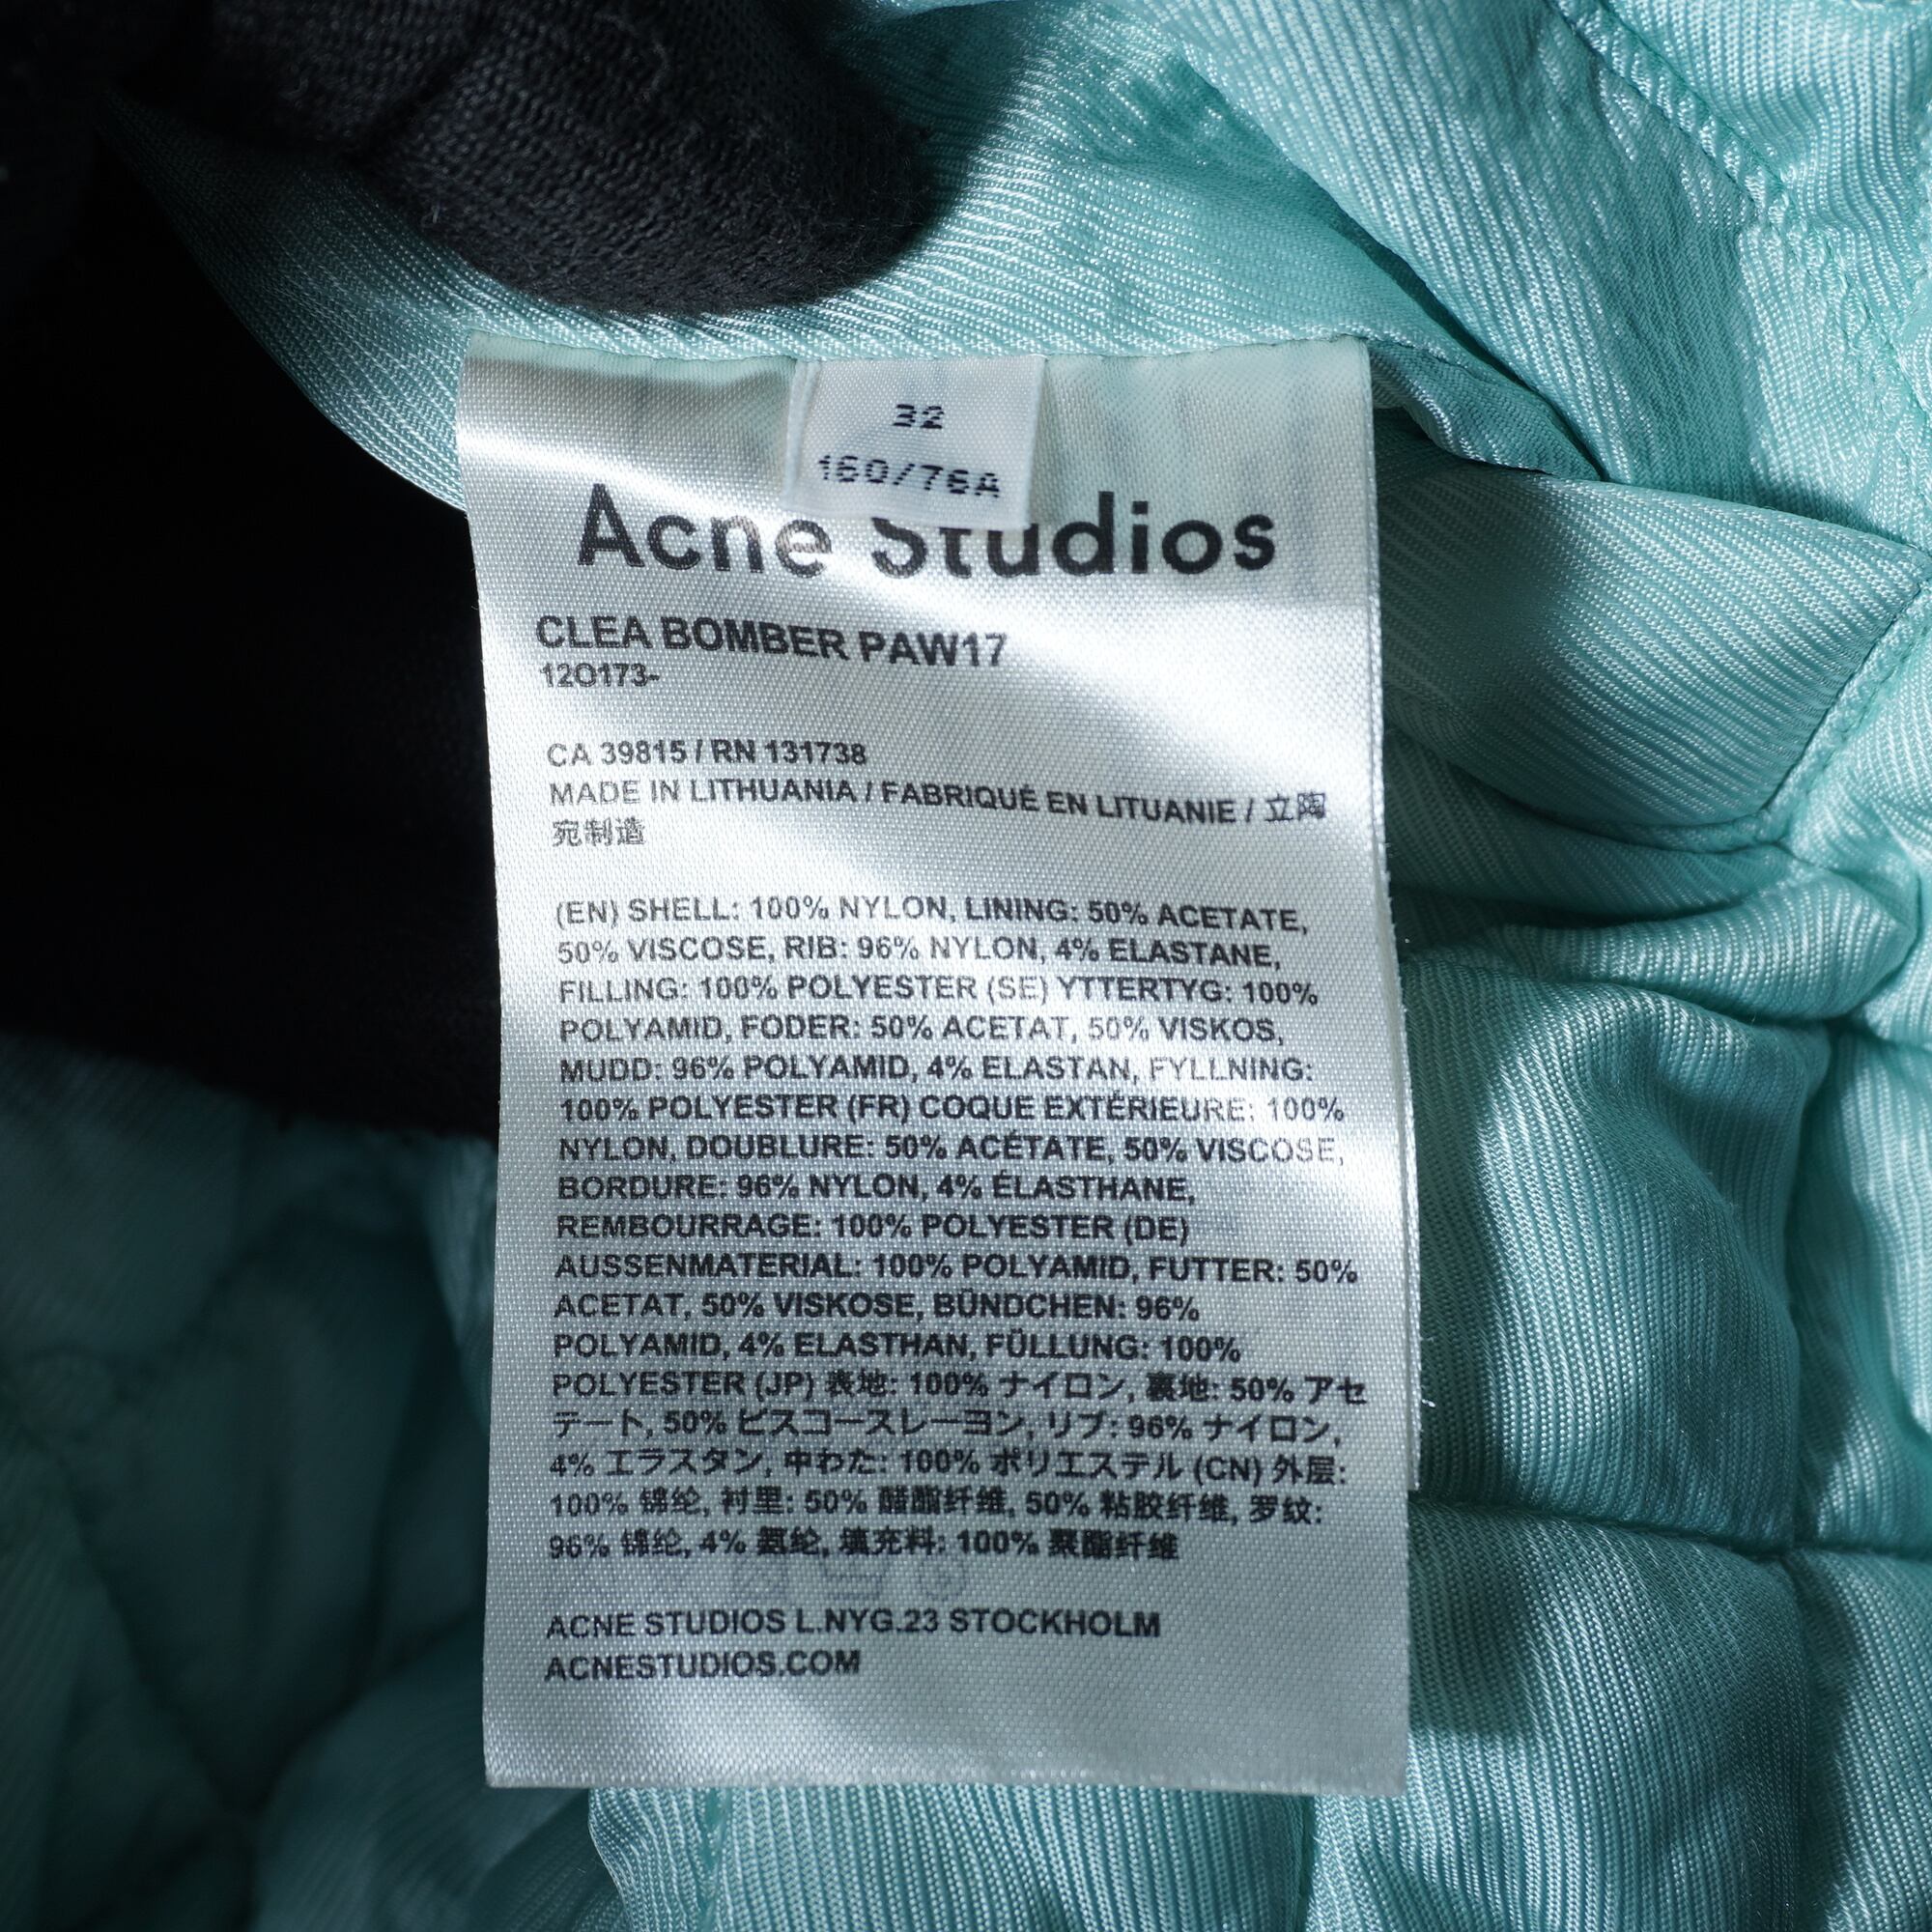 32
160/76A
Acne Studios
CLEA BOMBER PAW17
12O173-
CA 39815 / RN 131738
MADE IN LITHUANIA / FABRIQUÉ EN LITUANIE / 立陶
宛制造
(EN) SHELL: 100% NYLON, LINING: 50% ACETATE,
50% VISCOSE, RIB: 96% NYLON, 4% ELASTANE,
FILLING: 100% POLYESTER (SE) YTTERTYG: 100%
POLYAMID, FODER: 50% ACETAT, 50% VISKOS,
MUDD: 96% POLYAMID, 4% ELASTAN, FYLLNING:
100% POLYESTER (FR) COQUE EXTÉRIEURE: 100%
NYLON, DOUBLURE: 50% ACÉTATE, 50% VISCOSE,
BORDURE: 96% NYLON, 4% ÉLASTHANE,
REMBOURRAGE: 100% POLYESTER (DE)
AUSSENMATERIAL: 100% POLYAMID, FUTTER: 50%
ACETAT, 50% VISKOSE, BÜNDCHEN: 96%
POLYAMID, 4% ELASTHAN, FÜLLUNG: 100%
POLYESTER (JP) 表地: 100% ナイロン, 裏地: 50% アセ
テート, 50% ビスコースレーヨン, リブ: 96% ナイロン,
4% エラスタン, 中わた: 100% ポリエステル (CN) 外层:
100% 锦纶, 衬里: 50% 醋酯纤维, 50% 粘胶纤维, 罗纹:
96% 锦纶, 4% 氨纶, 填充料: 100% 聚酯纤维
ACNE STUDIOS L.NYG.23 STOCKHOLM
ACNESTUDIOS.COM